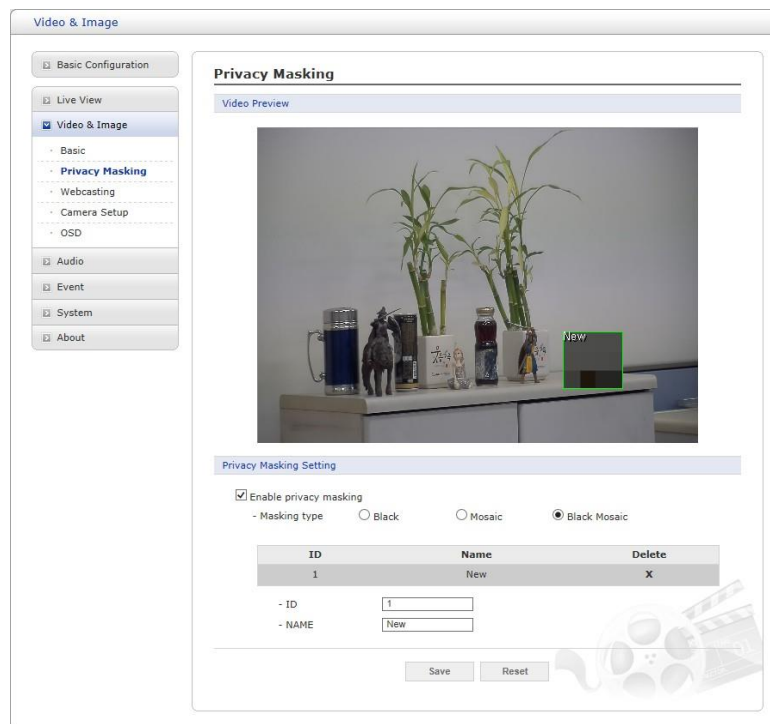 Video & Image
Basic Configuration
Live View
Video & Image
Basic
Privacy Masking
Webcasting
Camera Setup
OSD
Audio
Event
System
About
Privacy Masking
Video Preview
New
Privacy Masking Setting
Enable privacy masking
- Masking type Black Mosaic Black Mosaic
ID Name Delete
1 New X
- ID 1
- NAME New
Save Reset